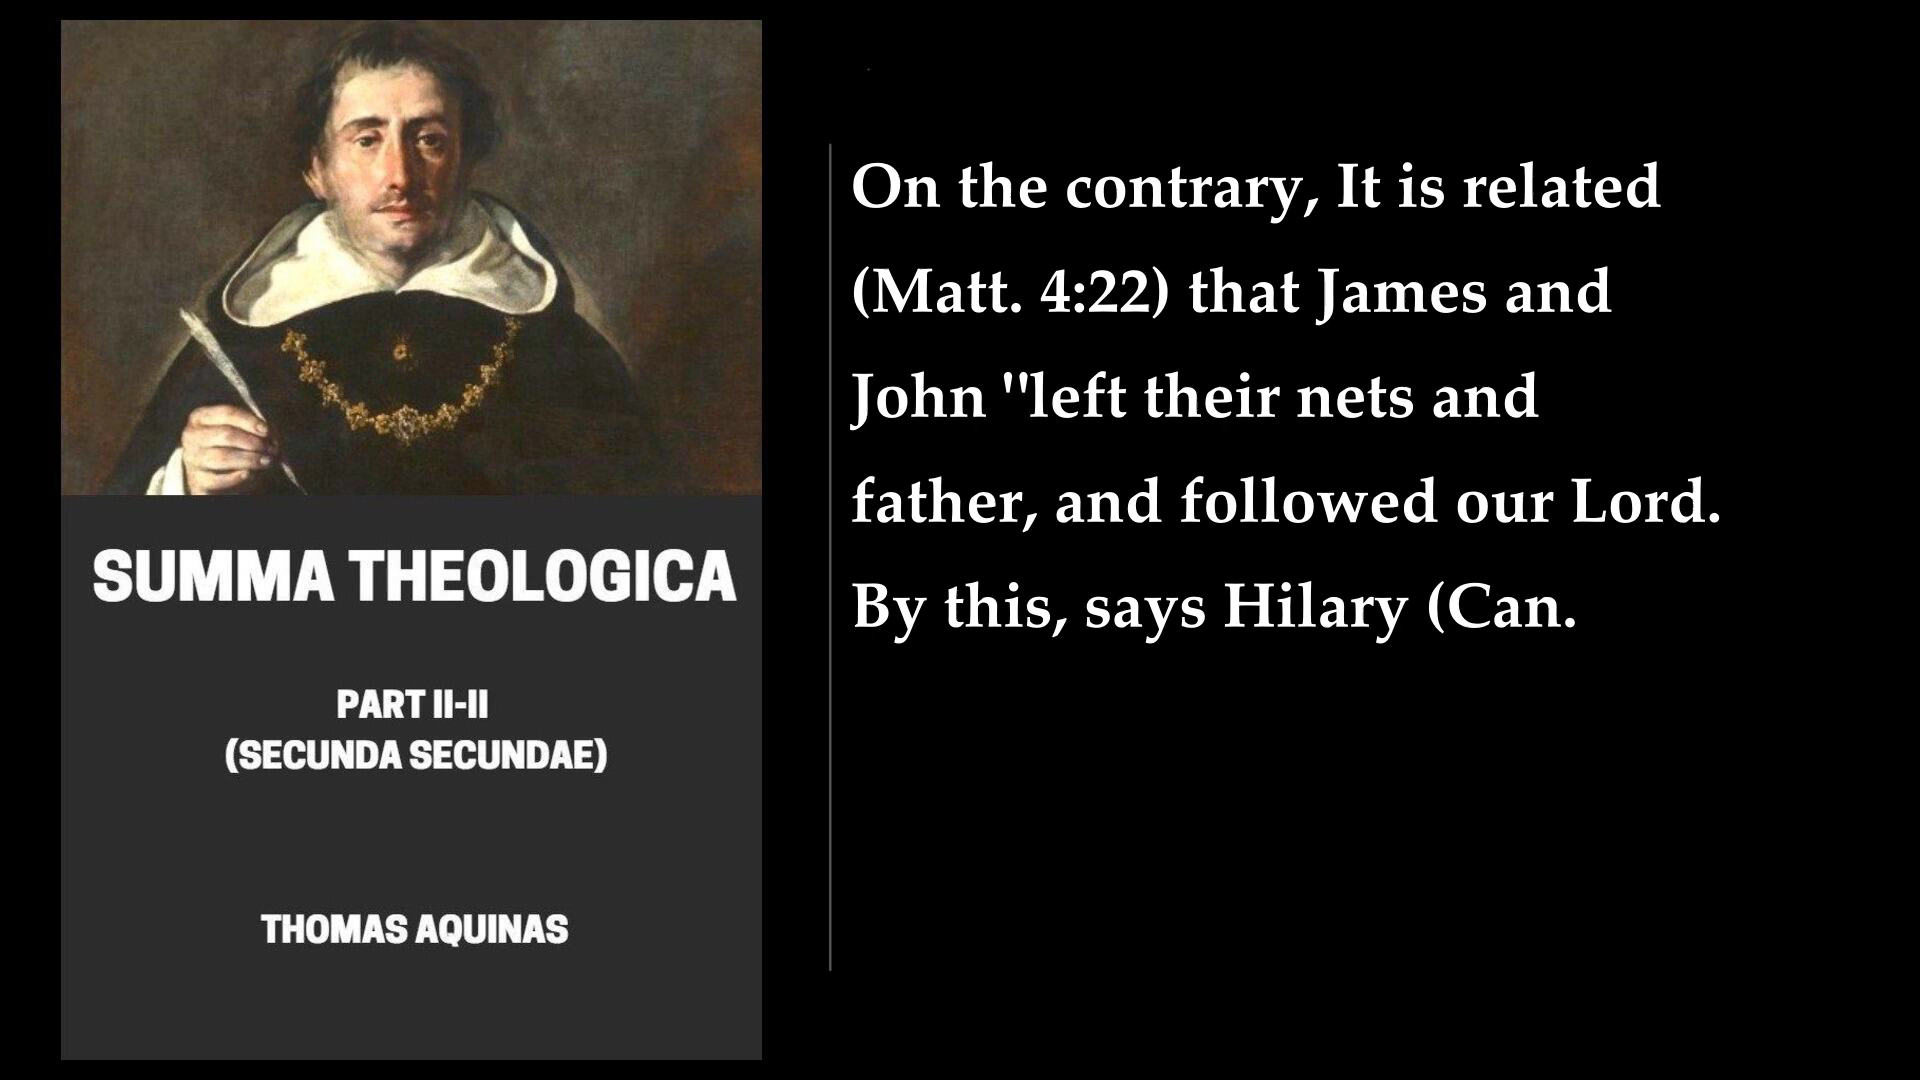 SUMMA THEOLOGICA
PART II-II
(SECUNDA SECUNDAE)
THOMAS AQUINAS
On the contrary, It is related
(Matt. 4:22) that James and
John "left their nets and
father, and followed our Lord.
By this, says Hilary (Can.